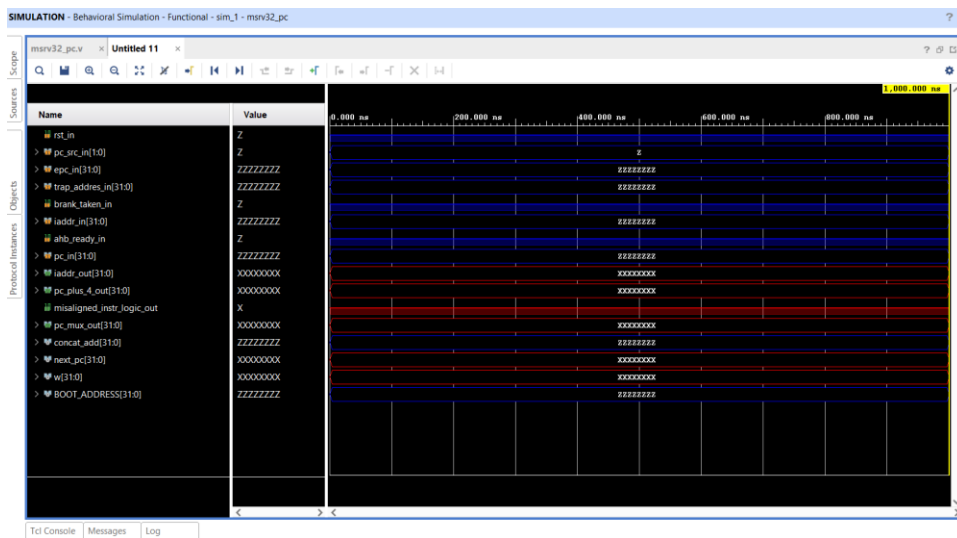 SIMULATION - Behavioral Simulation - Functional - sim_1 - msrv32_pc ?
msrv32_pc.v × Untitled 11 × ?
Scope
Sources
Objects
Protocol Instances
1,000.000 ns
Name Value 0.000 ns 200.000 ns 400.000 ns 600.000 ns 800.000 ns
rst_in Z
> pc_src_in[1:0] Z Z
> epc_in[31:0] ZZZZZZZZ ZZZZZZZZ
> trap_addres_in[31:0] ZZZZZZZZ ZZZZZZZZ
brank_taken_in Z
> iaddr_in[31:0] ZZZZZZZZ ZZZZZZZZ
ahb_ready_in Z
> pc_in[31:0] ZZZZZZZZ ZZZZZZZZ
> iaddr_out[31:0] XXXXXXXX XXXXXXXX
> pc_plus_4_out[31:0] XXXXXXXX XXXXXXXX
misaligned_instr_logic_out X
> pc_mux_out[31:0] XXXXXXXX XXXXXXXX
> concat_add[31:0] ZZZZZZZZ ZZZZZZZZ
> next_pc[31:0] XXXXXXXX XXXXXXXX
> w[31:0] XXXXXXXX XXXXXXXX
> BOOT_ADDRESS[31:0] ZZZZZZZZ ZZZZZZZZ
Tcl Console Messages Log